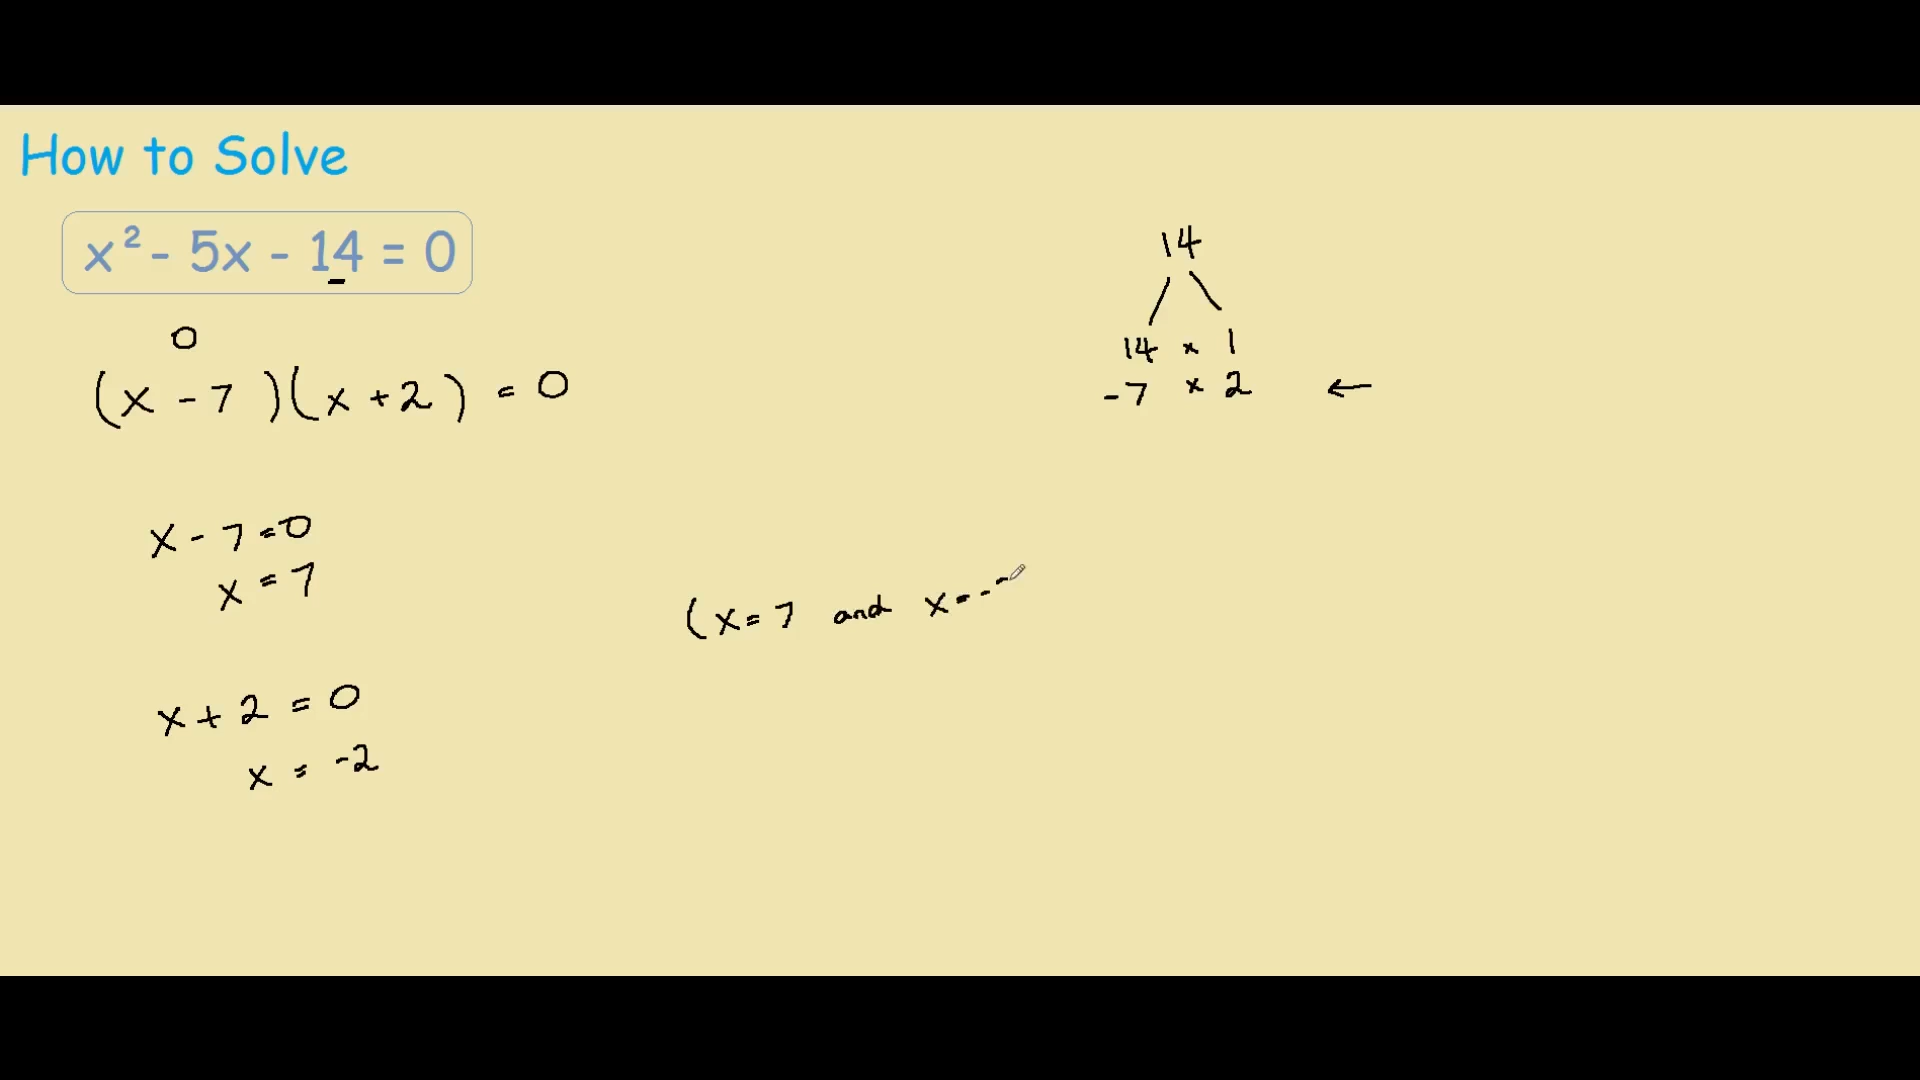 How to Solve
x² - 5x - 14 = 0
0
(x - 7)(x + 2) = 0
x - 7 = 0
x = 7
x + 2 = 0
x = -2
14
14 × 1
-7 × 2 ←
(x = 7 and x = -